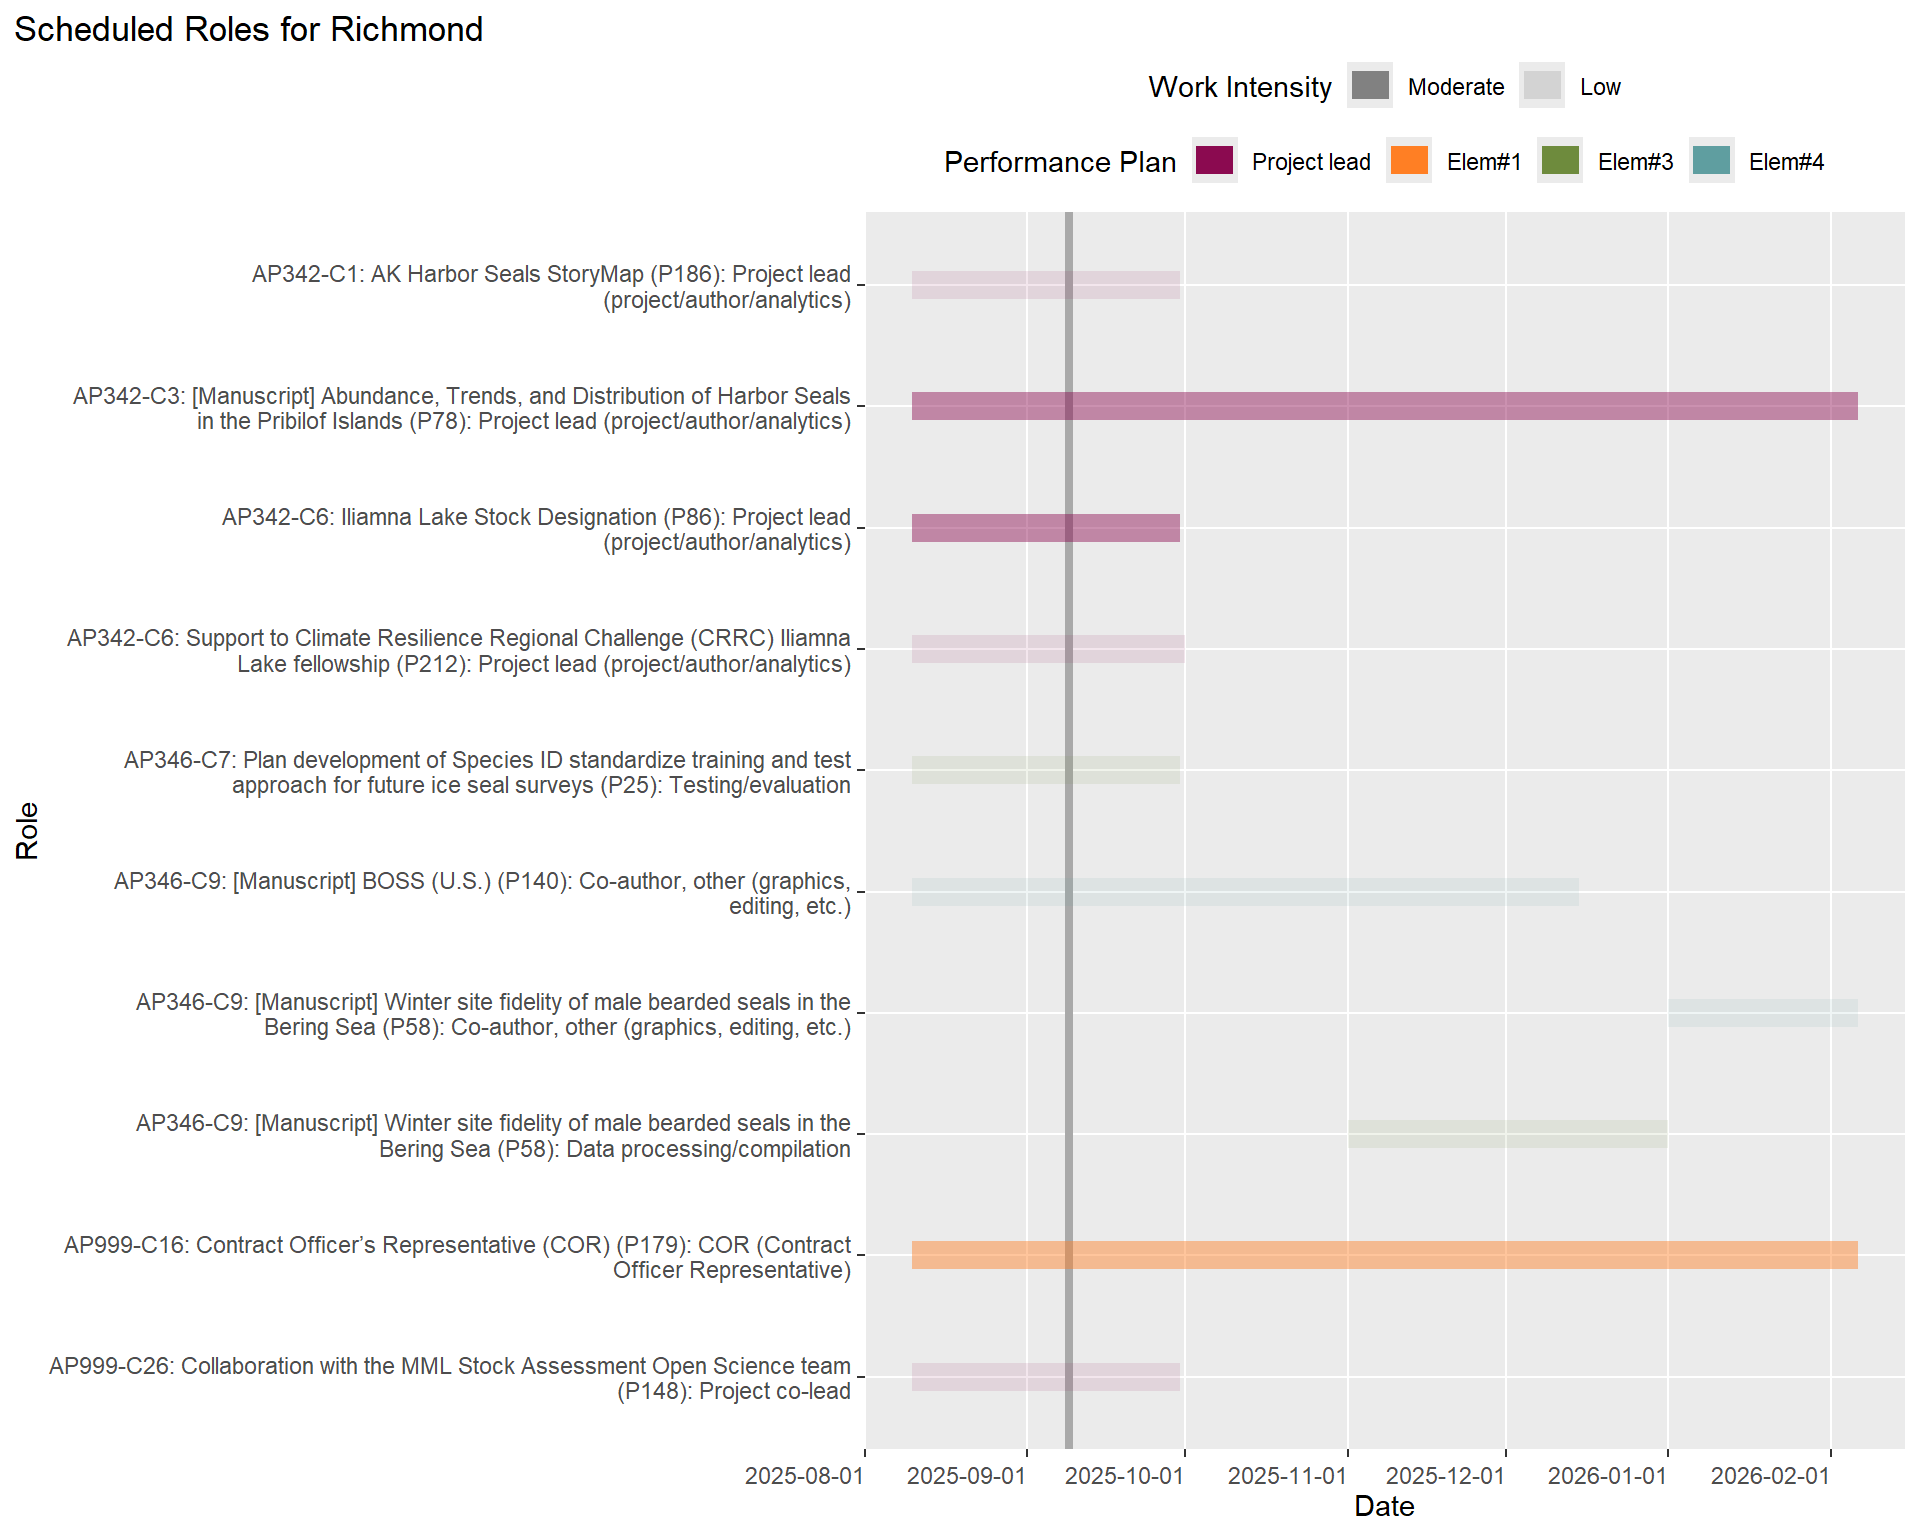 Scheduled Roles for Richmond
Work Intensity Moderate Low
Performance Plan Project lead Elem#1 Elem#3 Elem#4
AP342-C1: AK Harbor Seals StoryMap (P186): Project lead
(project/author/analytics)
AP342-C3: [Manuscript] Abundance, Trends, and Distribution of Harbor Seals
in the Pribilof Islands (P78): Project lead (project/author/analytics)
AP342-C6: Iliamna Lake Stock Designation (P86): Project lead
(project/author/analytics)
AP342-C6: Support to Climate Resilience Regional Challenge (CRRC) Iliamna
Lake fellowship (P212): Project lead (project/author/analytics)
AP346-C7: Plan development of Species ID standardize training and test
approach for future ice seal surveys (P25): Testing/evaluation
Role
AP346-C9: [Manuscript] BOSS (U.S.) (P140): Co-author, other (graphics,
editing, etc.)
AP346-C9: [Manuscript] Winter site fidelity of male bearded seals in the
Bering Sea (P58): Co-author, other (graphics, editing, etc.)
AP346-C9: [Manuscript] Winter site fidelity of male bearded seals in the
Bering Sea (P58): Data processing/compilation
AP999-C16: Contract Officer’s Representative (COR) (P179): COR (Contract
Officer Representative)
AP999-C26: Collaboration with the MML Stock Assessment Open Science team
(P148): Project co-lead
2025-08-01 2025-09-01 2025-10-01 2025-11-01 2025-12-01 2026-01-01 2026-02-01
Date